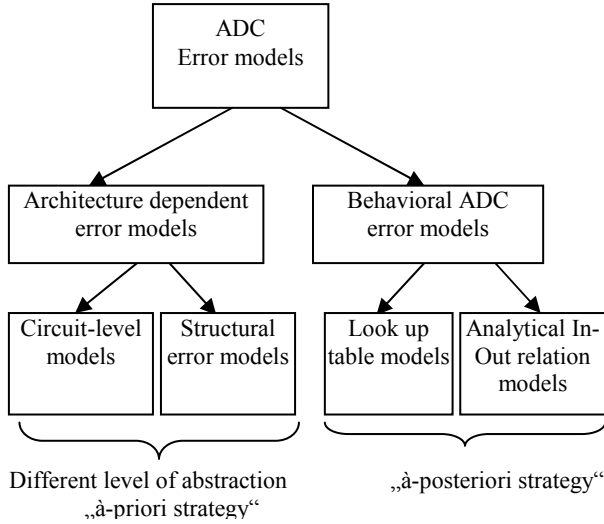 ADC
Error models
Architecture dependent
error models
Behavioral ADC
error models
Circuit-level
models
Structural
error models
Look up
table models
Analytical In-
Out relation
models
Different level of abstraction
„à-priori strategy“
„à-posteriori strategy“